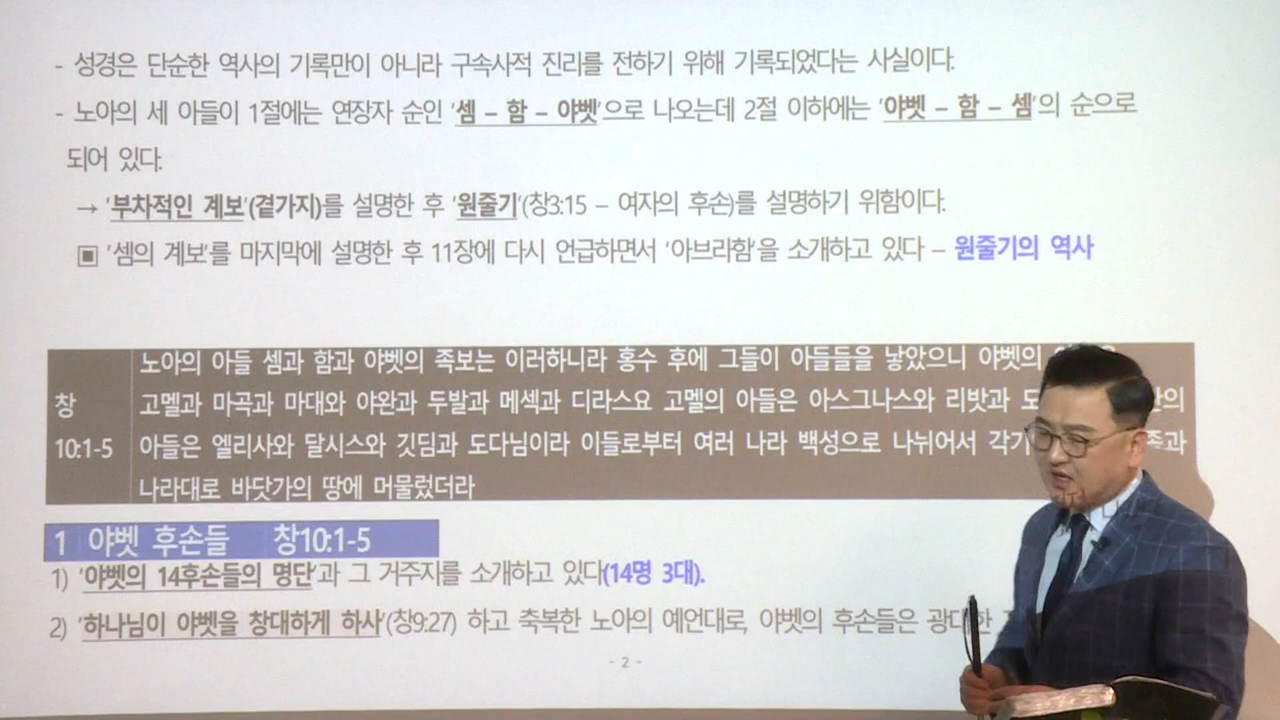 - 성경은 단순한 역사의 기록만이 아니라 구속사적 진리를 전하기 위해 기록되었다는 사실이다.
- 노아의 세 아들이 1절에는 연장자 순인 '셈 – 함 – 야벳'으로 나오는데 2절 이하에는 '야벳 – 함 – 셈'의 순으로
되어 있다.
→ '부차적인 계보'(곁가지)를 설명한 후 '원줄기'(창3:15 – 여자의 후손)를 설명하기 위함이다.
▣ '셈의 계보'를 마지막에 설명한 후 11장에 다시 언급하면서 '아브라함'을 소개하고 있다 – 원줄기의 역사
노아의 아들 셈과 함과 야벳의 족보는 이러하니라 홍수 후에 그들이 아들들을 낳았으니 야벳의
창 고멜과 마곡과 마대와 야완과 두발과 메섹과 디라스요 고멜의 아들은 아스그나스와 리밧과
10:1-5 아들은 엘리사와 달시스와 깃딤과 도다님이라 이들로부터 여러 나라 백성으로 나뉘어서 각기
나라대로 바닷가의 땅에 머물렀더라
1 야벳 후손들 창10:1-5
1) '야벳의 14후손들의 명단'과 그 거주지를 소개하고 있다(14명 3대).
2) '하나님이 야벳을 창대하게 하사'(창9:27) 하고 축복한 노아의 예언대로, 야벳의 후손들은 광대한
- 2 -